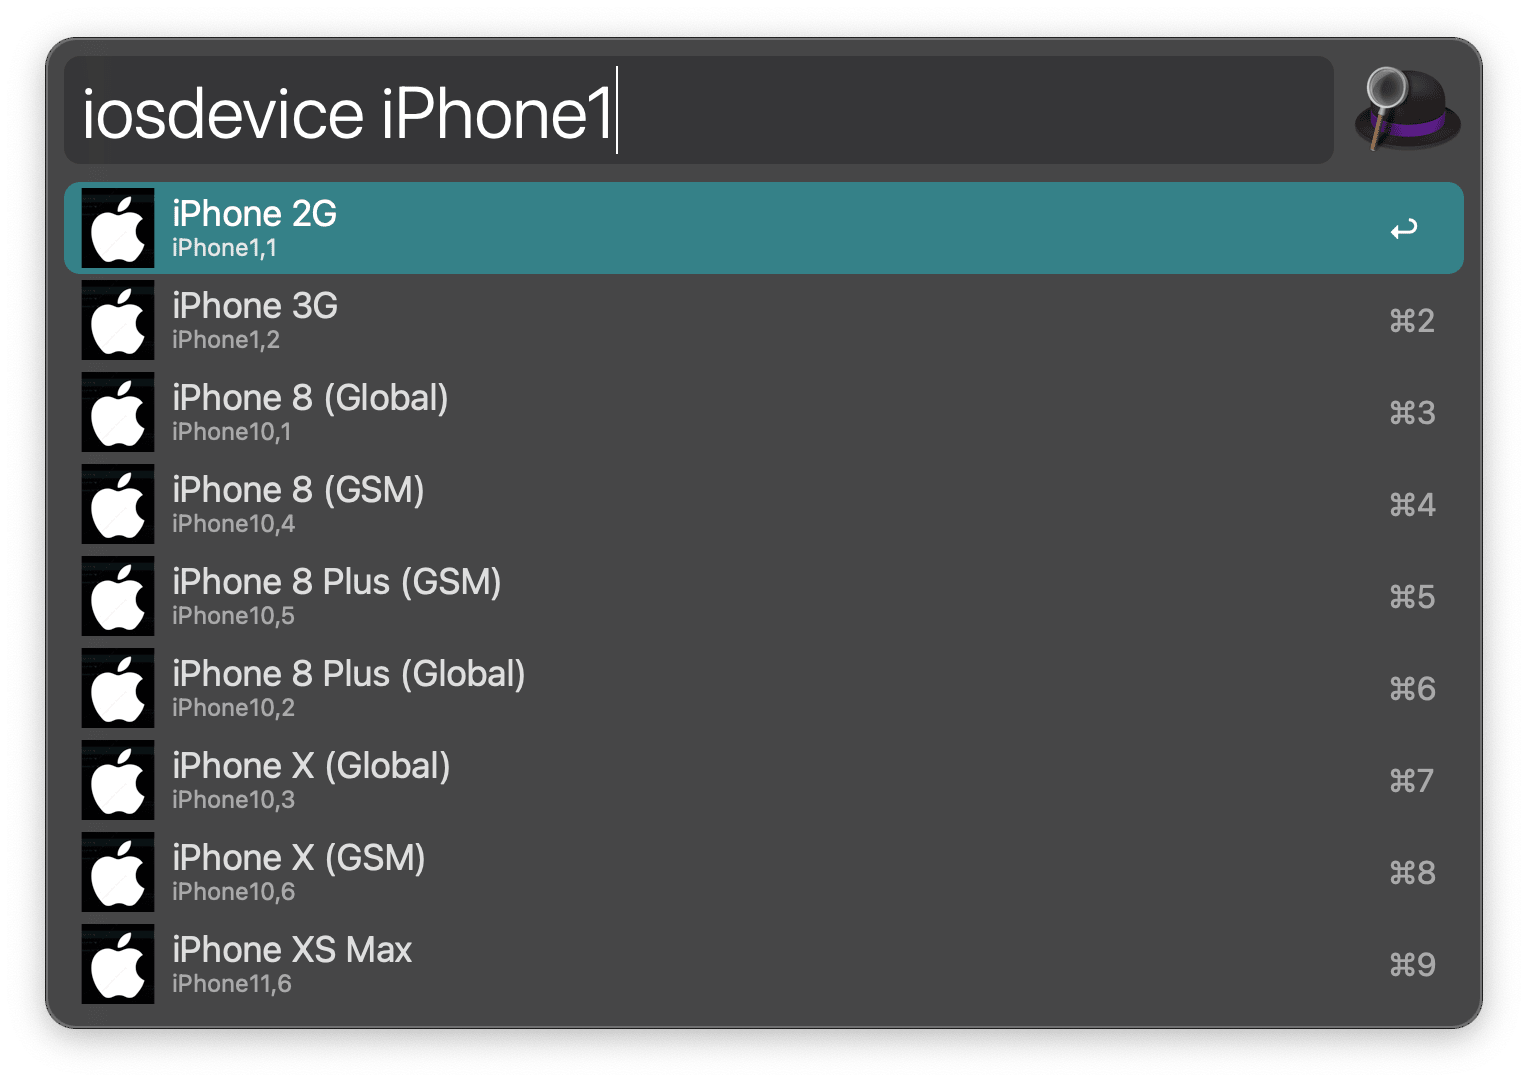 iosdevice iPhone1
iPhone 2G
iPhone1,1
↩
iPhone 3G
iPhone1,2
⌘2
iPhone 8 (Global)
iPhone10,1
⌘3
iPhone 8 (GSM)
iPhone10,4
⌘4
iPhone 8 Plus (GSM)
iPhone10,5
⌘5
iPhone 8 Plus (Global)
iPhone10,2
⌘6
iPhone X (Global)
iPhone10,3
⌘7
iPhone X (GSM)
iPhone10,6
⌘8
iPhone XS Max
iPhone11,6
⌘9